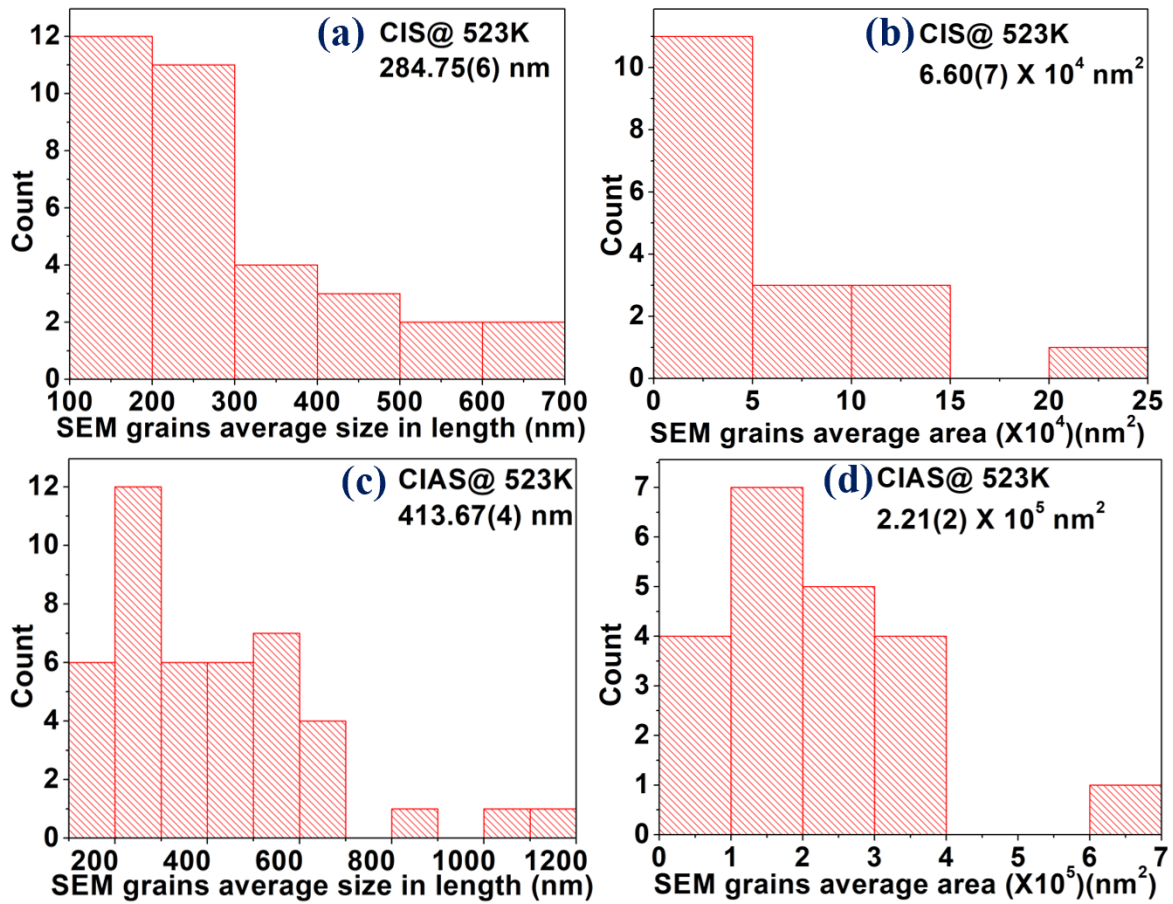 (a) CIS@ 523K
284.75(6) nm
Count
12
10
8
6
4
2
0
100 200 300 400 500 600 700
SEM grains average size in length (nm)
(b) CIS@ 523K
6.60(7) X 10⁴ nm²
Count
10
8
6
4
2
0
0 5 10 15 20 25
SEM grains average area (X10⁴)(nm²)
(c) CIAS@ 523K
413.67(4) nm
Count
12
10
8
6
4
2
0
200 400 600 800 1000 1200
SEM grains average size in length (nm)
(d) CIAS@ 523K
2.21(2) X 10⁵ nm²
Count
7
6
5
4
3
2
1
0
0 1 2 3 4 5 6 7
SEM grains average area (X10⁵)(nm²)